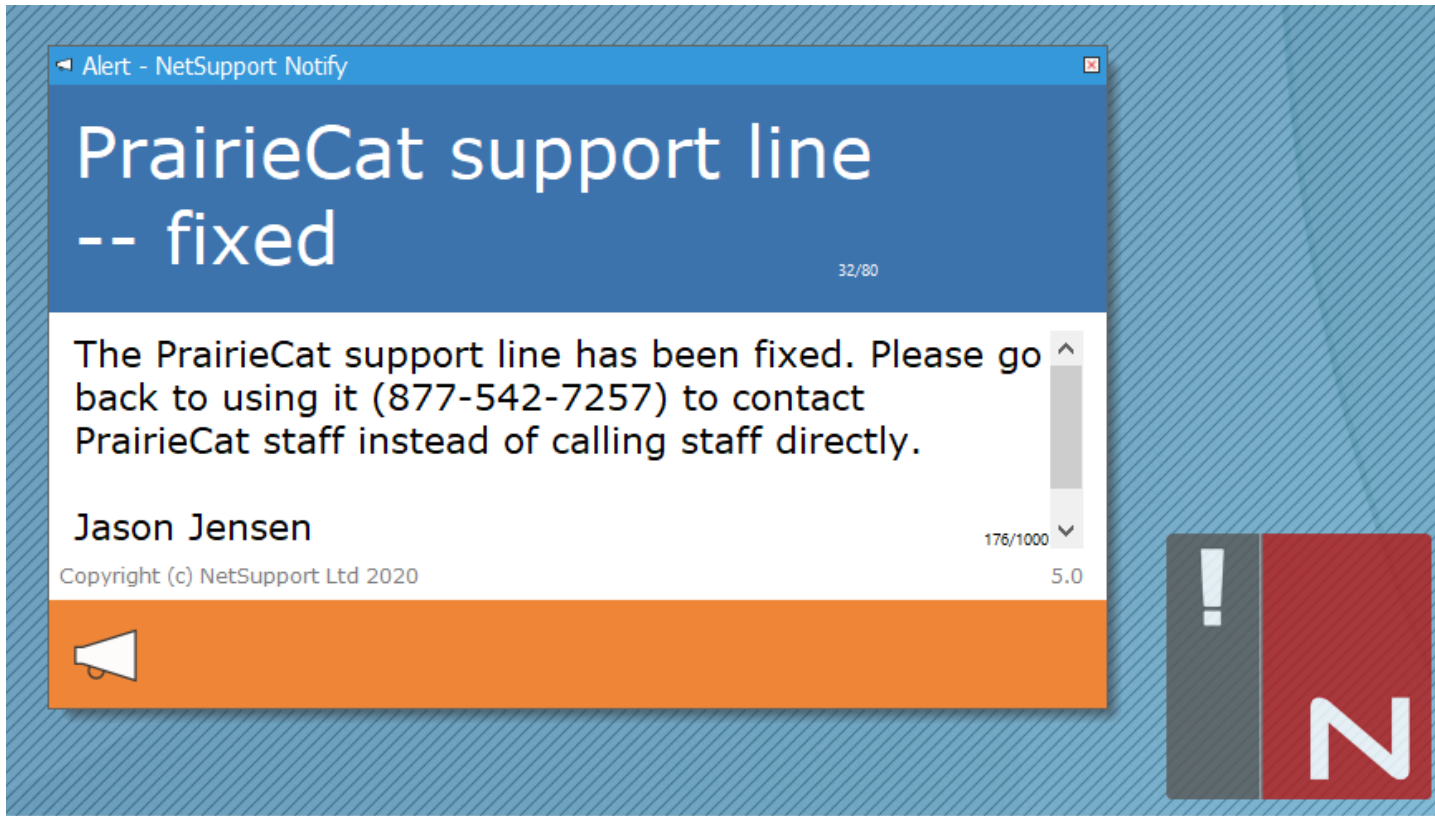 Alert - NetSupport Notify
PrairieCat support line
-- fixed
32/80
The PrairieCat support line has been fixed. Please go
back to using it (877-542-7257) to contact
PrairieCat staff instead of calling staff directly.
Jason Jensen
176/1000
Copyright (c) NetSupport Ltd 2020
5.0
!
N